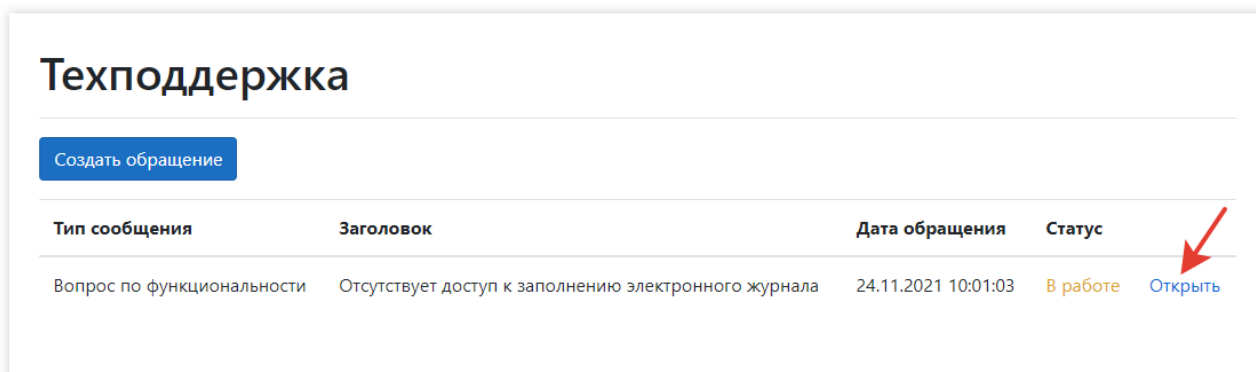 Техподдержка
Создать обращение
Тип сообщения Заголовок Дата обращения Статус
Вопрос по функциональности Отсутствует доступ к заполнению электронного журнала 24.11.2021 10:01:03 В работе Открыть